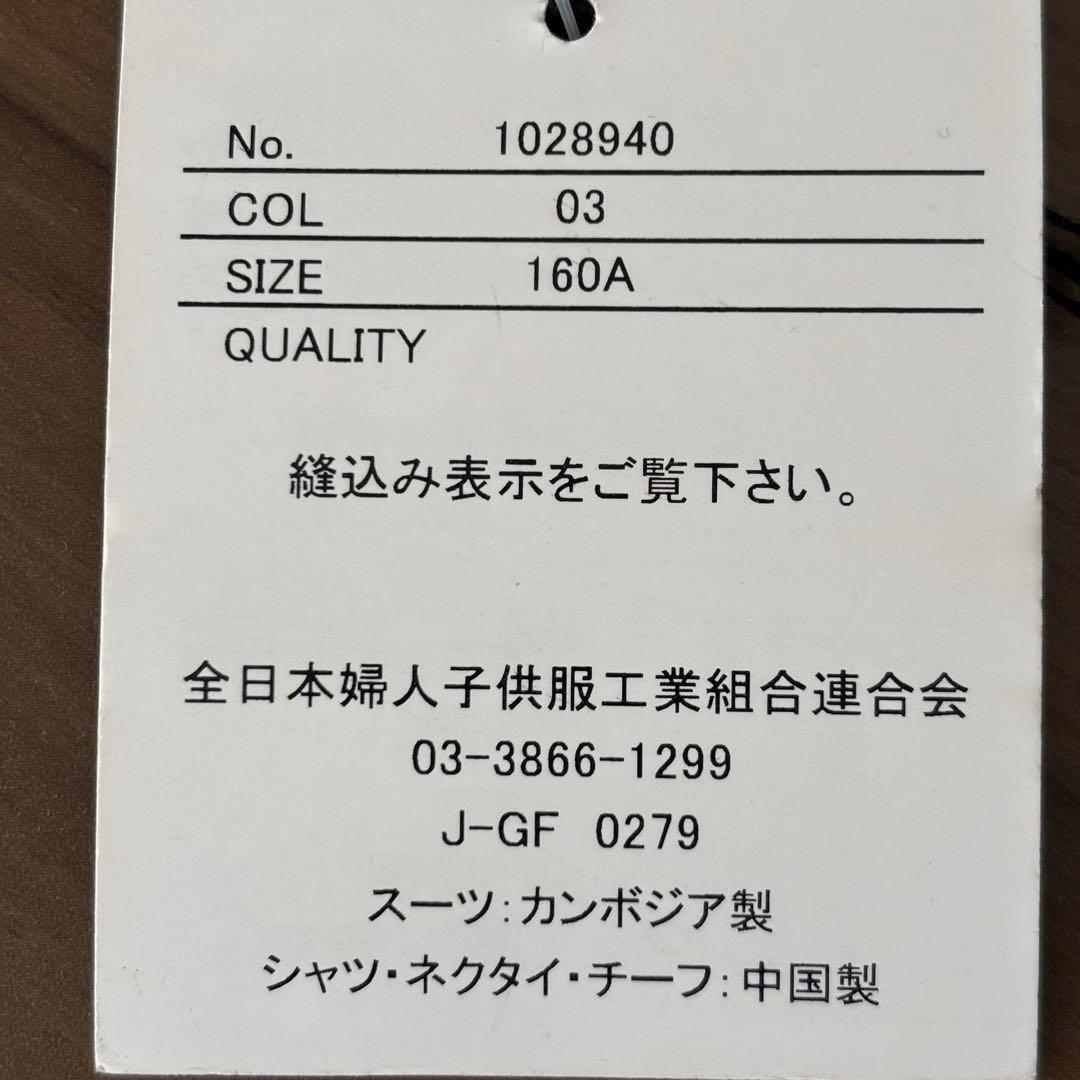 No. 1028940
COL 03
SIZE 160A
QUALITY
縫込み表示をご覧下さい。
全日本婦人子供服工業組合連合会
03-3866-1299
J-GF 0279
スーツ:カンボジア製
シャツ・ネクタイ・チーフ:中国製